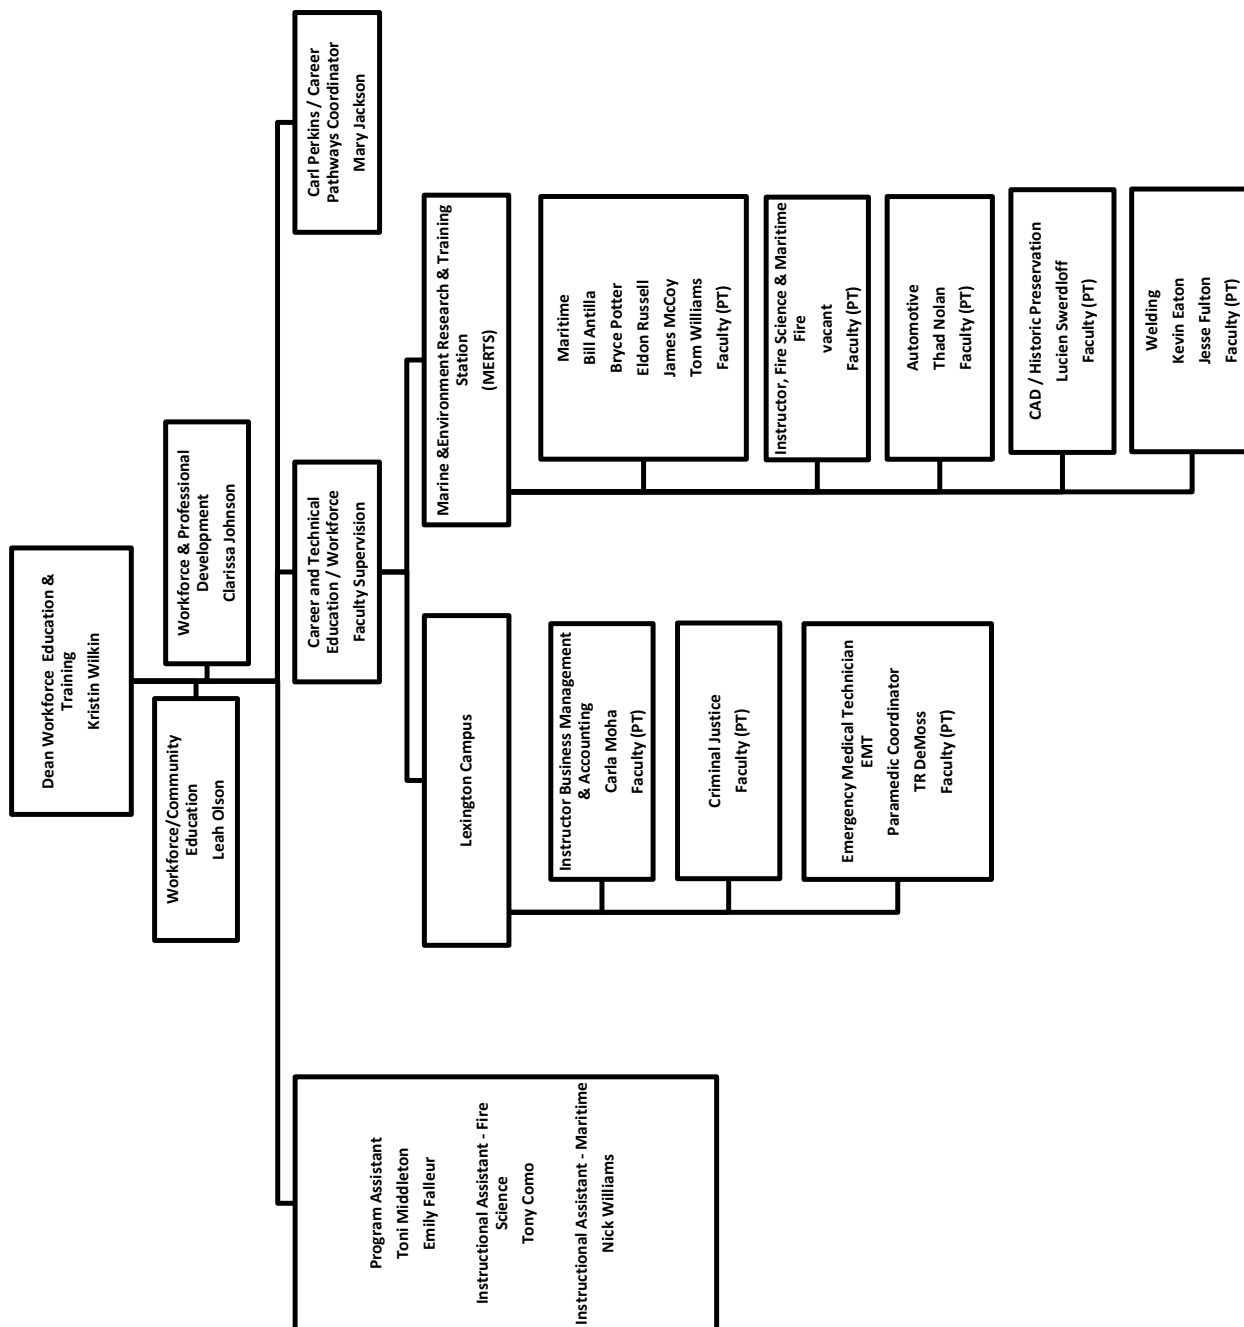 Dean Workforce  Education &
Training
Kristin Wilkin
Workforce/Community
Education
Leah Olson
Workforce & Professional
Development
Clarissa Johnson
Program Assistant
Toni Middleton
Emily Falleur
Instructional Assistant - Fire
Science
Tony Como
Instructional Assistant - Maritime
Nick Williams
Career and Technical
Education / Workforce
Faculty Supervision
Carl Perkins / Career
Pathways Coordinator
Mary Jackson
Lexington Campus
Instructor Business Management
& Accounting
Carla Moha
Faculty (PT)
Criminal Justice
Faculty (PT)
Emergency Medical Technician
EMT
Paramedic Coordinator
TR DeMoss
Faculty (PT)
Marine &Environment Research & Training
Station
(MERTS)
Maritime
Bill Antilla
Bryce Potter
Eldon Russell
James McCoy
Tom Williams
Faculty (PT)
Instructor, Fire Science & Maritime
Fire
vacant
Faculty (PT)
Automotive
Thad Nolan
Faculty (PT)
CAD / Historic Preservation
Lucien Swerdloff
Faculty (PT)
Welding
Kevin Eaton
Jesse Fulton
Faculty (PT)